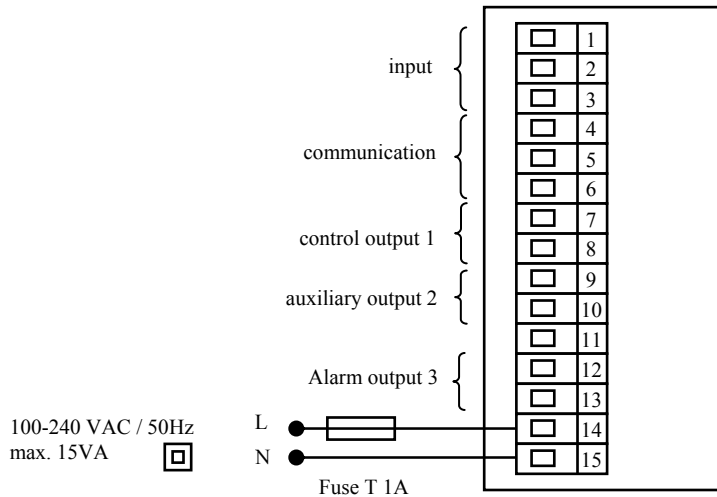 input
communication
control output 1
auxiliary output 2
Alarm output 3
1
2
3
4
5
6
7
8
9
10
11
12
13
14
15
100-240 VAC / 50Hz
max. 15VA
L
N
Fuse T 1A